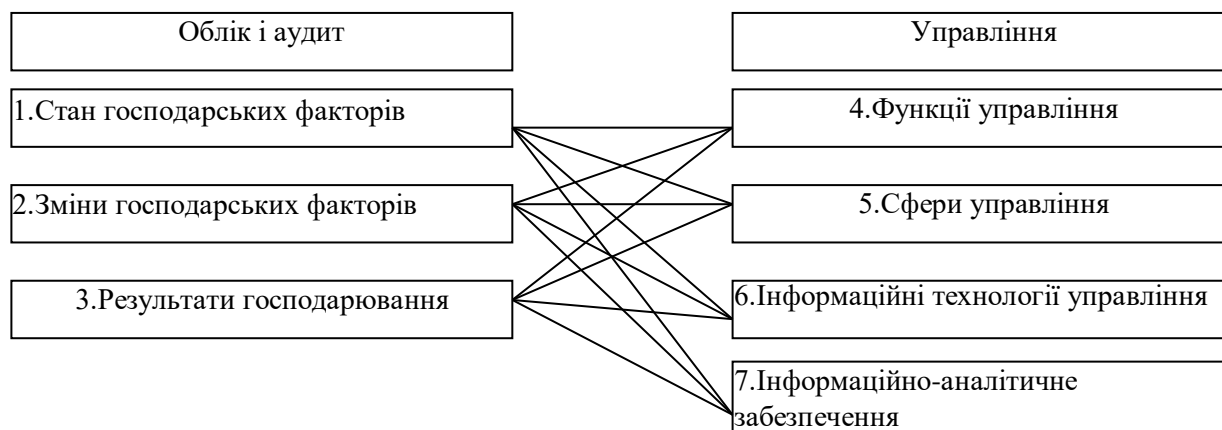 Облік і аудит
Управління
1.Стан господарських факторів
4.Функції управління
2.Зміни господарських факторів
5.Сфери управління
3.Результати господарювання
6.Інформаційні технології управління
7.Інформаційно-аналітичне
забезпечення